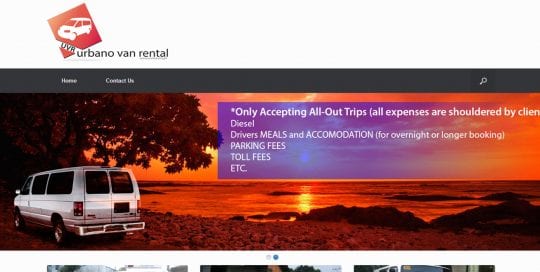 UVR
urbano van rental
Home Contact Us
*Only Accepting All-Out Trips (all expenses are shouldered by clien
Diesel
Drivers MEALS and ACCOMODATION (for overnight or longer booking)
PARKING FEES
TOLL FEES
ETC.